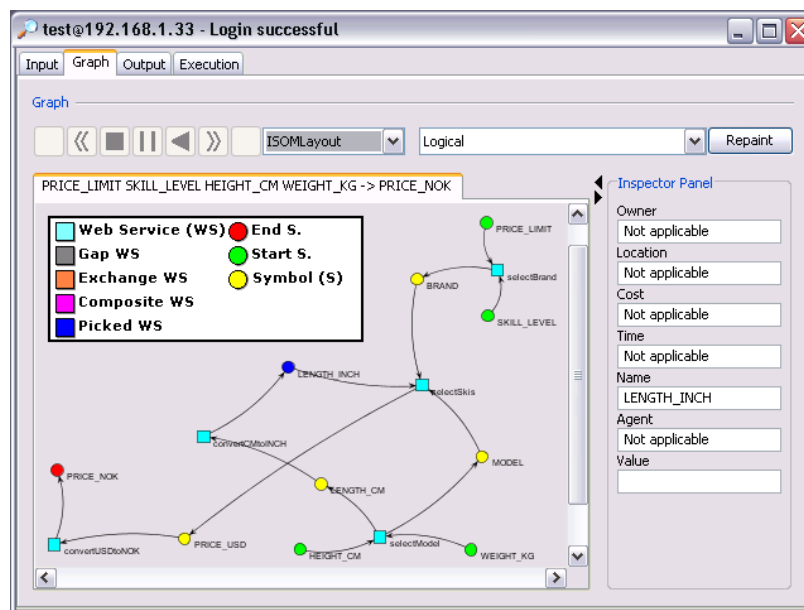 test@192.168.1.33 - Login successful
Input Graph Output Execution
Graph
ISOMLayout Logical Repaint
PRICE_LIMIT SKILL_LEVEL HEIGHT_CM WEIGHT_KG -> PRICE_NOK
Web Service (WS) End S.
Gap WS Start S.
Exchange WS Symbol (S)
Composite WS
Picked WS
PRICE_LIMIT
selectBrand
BRAND
SKILL_LEVEL
LENGTH_INCH
selectSkis
convertCMtoINCH
MODEL
PRICE_NOK
LENGTH_CM
PRICE_USD
selectModel
convertUSDtoNOK
HEIGHT_CM
WEIGHT_KG
Inspector Panel
Owner
Not applicable
Location
Not applicable
Cost
Not applicable
Time
Not applicable
Name
LENGTH_INCH
Agent
Not applicable
Value